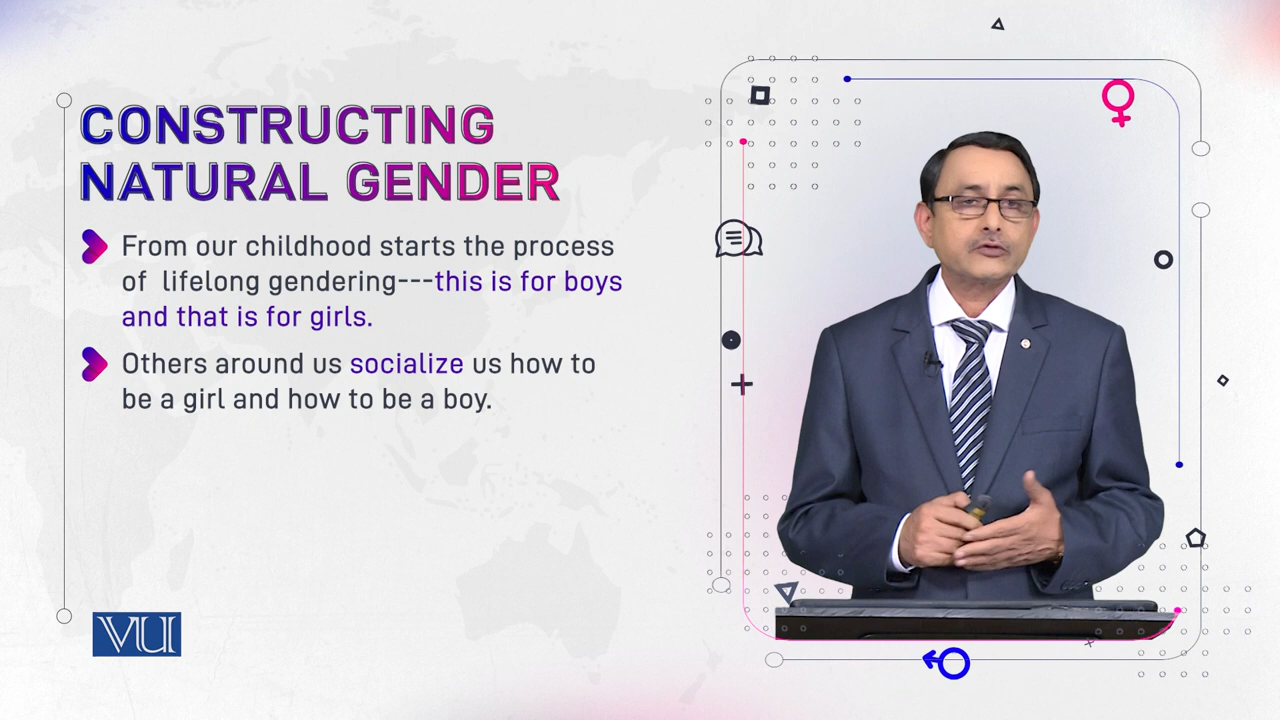 CONSTRUCTING
NATURAL GENDER
From our childhood starts the process
of lifelong gendering---this is for boys
and that is for girls.
Others around us socialize us how to
be a girl and how to be a boy.
VU